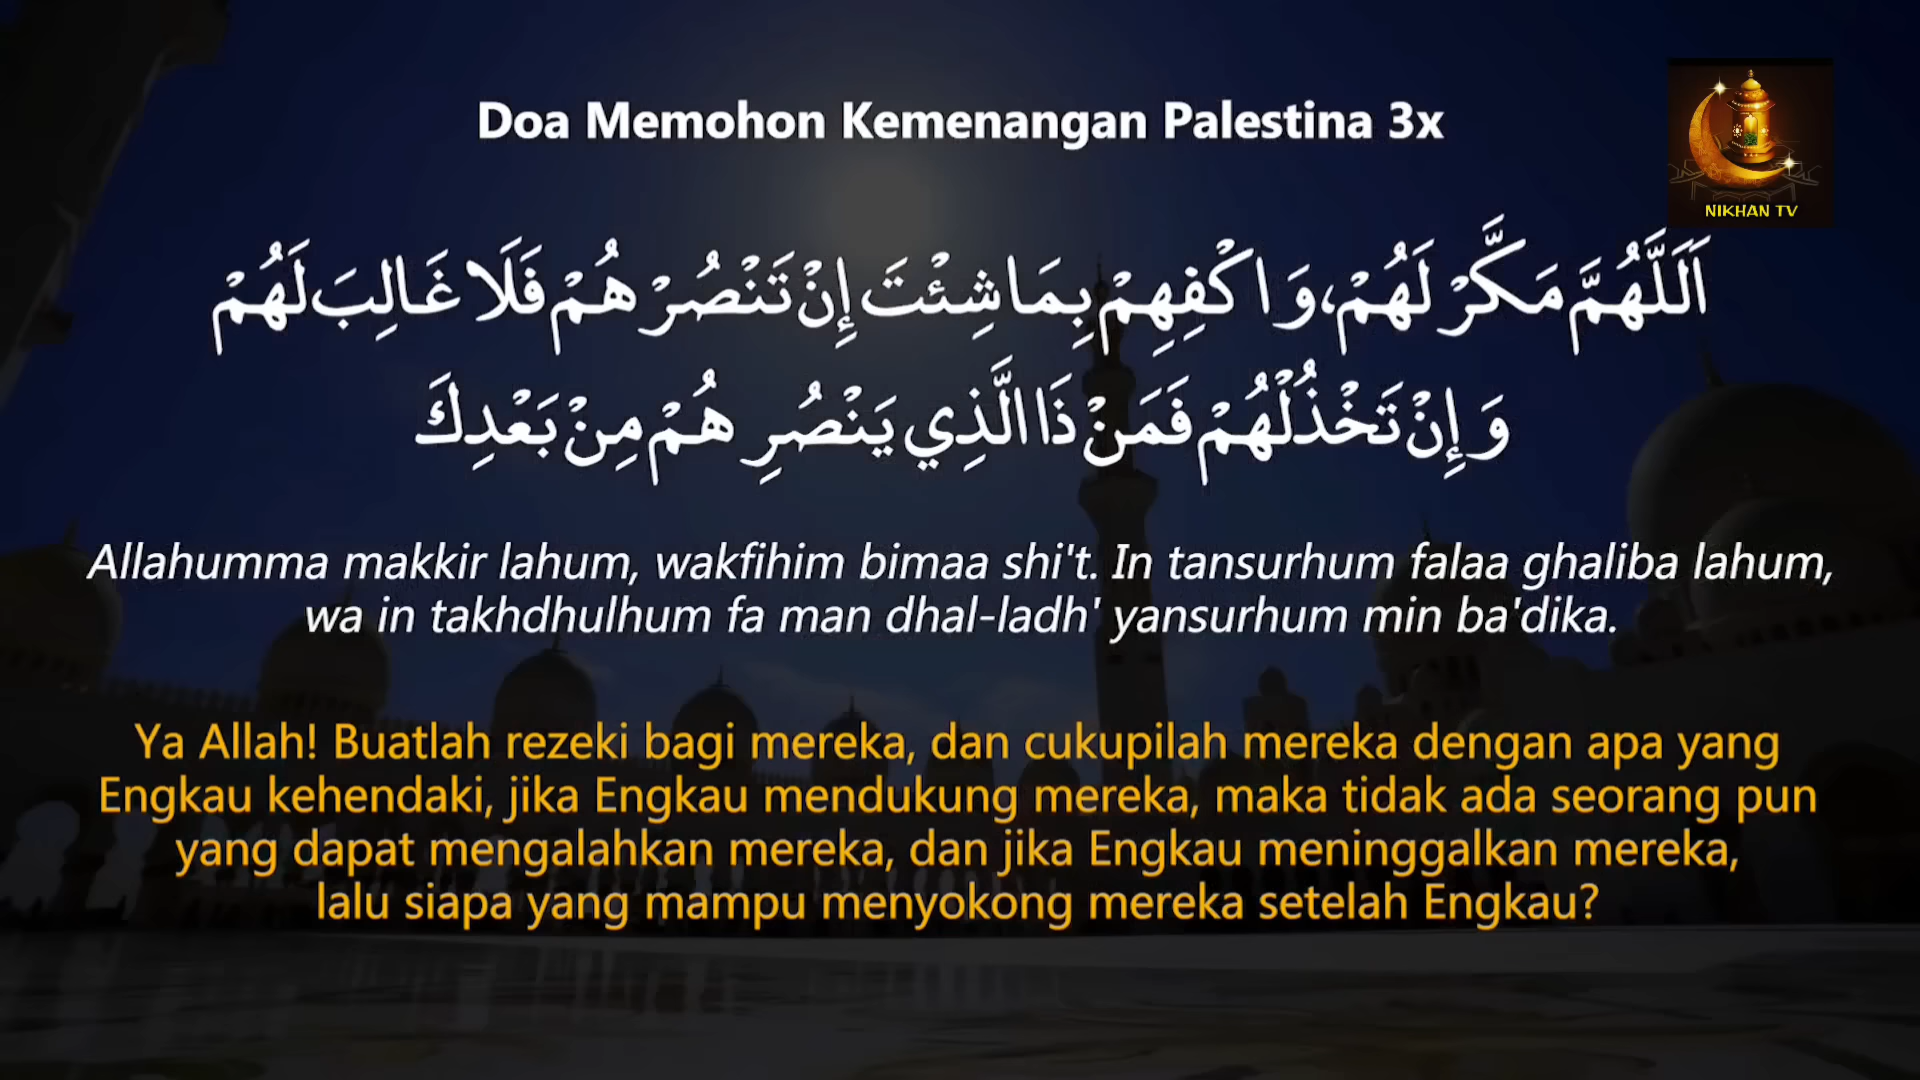 Doa Memohon Kemenangan Palestina 3x
NIKHAN TV
اَللَّهُمَّ مَكَّرْ لَهُمْ، وَاكْفِهِمْ بِمَا شِئْتَ إِنْ تَنْصُرْهُمْ فَلَا غَالِبَ لَهُمْ
وَإِنْ تَخْذُلْهُمْ فَمَنْ ذَا الَّذِي يَنْصُرِهُمْ مِنْ بَعْدِكَ
Allahumma makkir lahum, wakfihim bimaa shi't. In tansurhum falaa ghaliba lahum,
wa in takhdhulhum fa man dhal-ladh' yansurhum min ba'dika.
Ya Allah! Buatlah rezeki bagi mereka, dan cukupilah mereka dengan apa yang
Engkau kehendaki, jika Engkau mendukung mereka, maka tidak ada seorang pun
yang dapat mengalahkan mereka, dan jika Engkau meninggalkan mereka,
lalu siapa yang mampu menyokong mereka setelah Engkau?